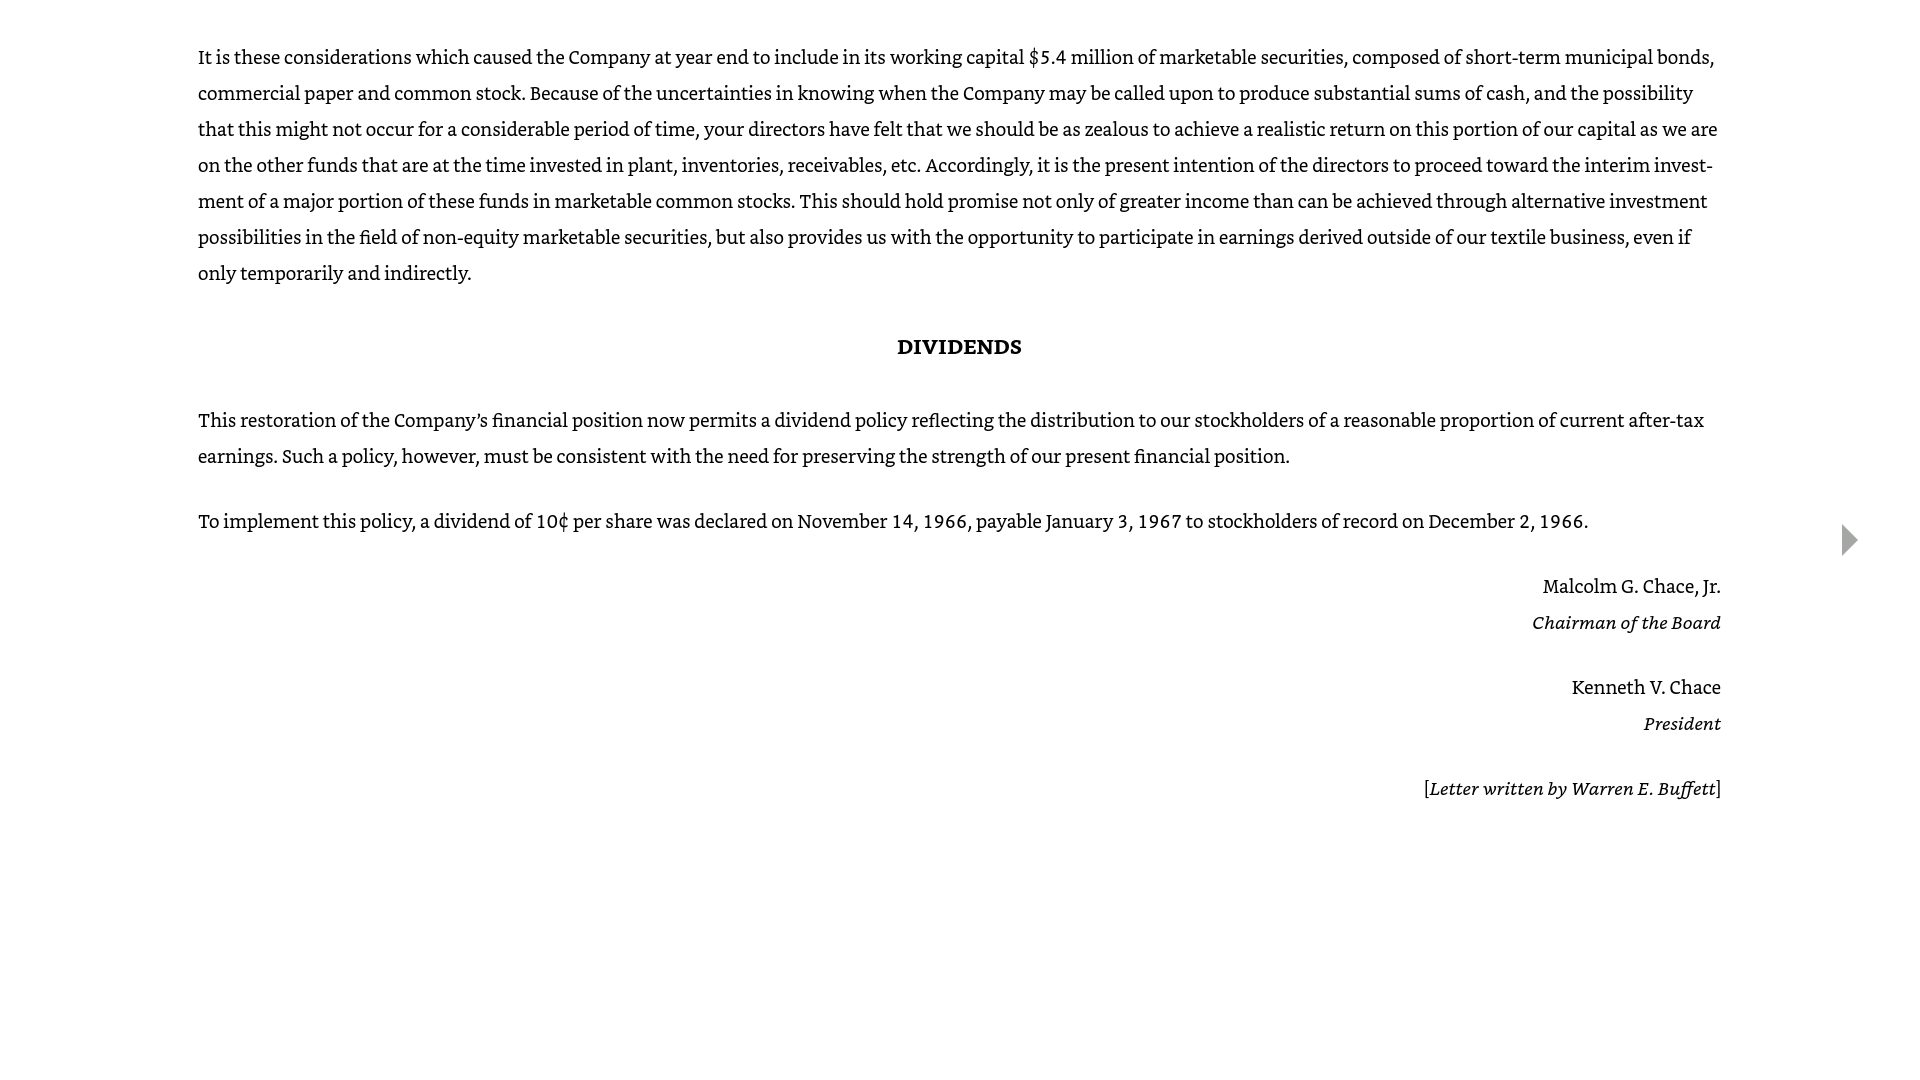 It is these considerations which caused the Company at year end to include in its working capital $5.4 million of marketable securities, composed of short-term municipal bonds,
commercial paper and common stock. Because of the uncertainties in knowing when the Company may be called upon to produce substantial sums of cash, and the possibility
that this might not occur for a considerable period of time, your directors have felt that we should be as zealous to achieve a realistic return on this portion of our capital as we are
on the other funds that are at the time invested in plant, inventories, receivables, etc. Accordingly, it is the present intention of the directors to proceed toward the interim invest-
ment of a major portion of these funds in marketable common stocks. This should hold promise not only of greater income than can be achieved through alternative investment
possibilities in the field of non-equity marketable securities, but also provides us with the opportunity to participate in earnings derived outside of our textile business, even if
only temporarily and indirectly.
DIVIDENDS
This restoration of the Company’s financial position now permits a dividend policy reflecting the distribution to our stockholders of a reasonable proportion of current after-tax
earnings. Such a policy, however, must be consistent with the need for preserving the strength of our present financial position.
To implement this policy, a dividend of 10¢ per share was declared on November 14, 1966, payable January 3, 1967 to stockholders of record on December 2, 1966.
Malcolm G. Chace, Jr.
Chairman of the Board
Kenneth V. Chace
President
[Letter written by Warren E. Buffett]